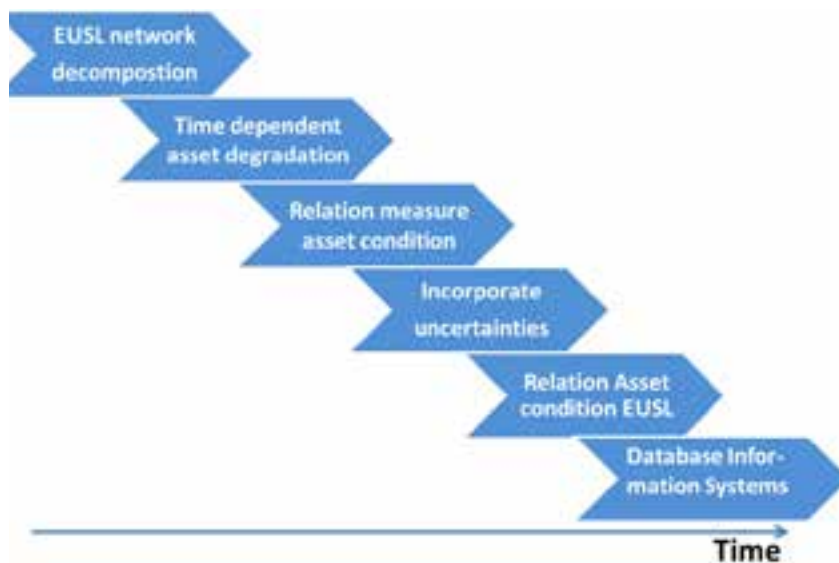 EUSL network
decompostion
Time dependent
asset degradation
Relation measure
asset condition
Incorporate
uncertainties
Relation Asset
condition EUSL
Database Infor-
mation Systems
Time